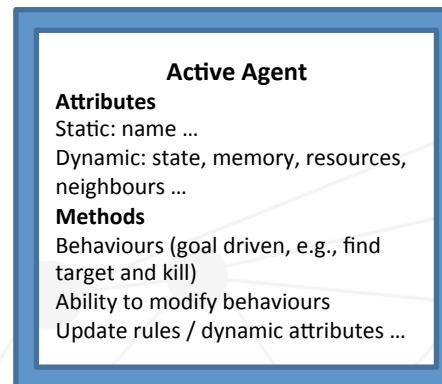 Active Agent
Attributes
Static: name …
Dynamic: state, memory, resources,
neighbours …
Methods
Behaviours (goal driven, e.g., find
target and kill)
Ability to modify behaviours
Update rules / dynamic attributes …